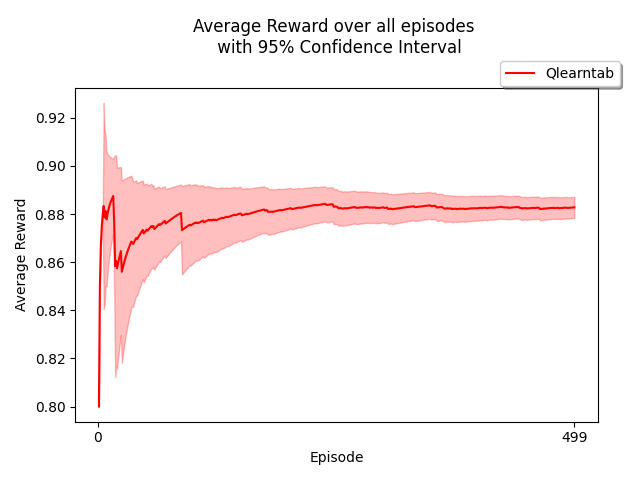 Average Reward over all episodes
with 95% Confidence Interval
Qlearntab
0.92
0.90
0.88
0.86
0.84
0.82
0.80
Average Reward
0 499
Episode